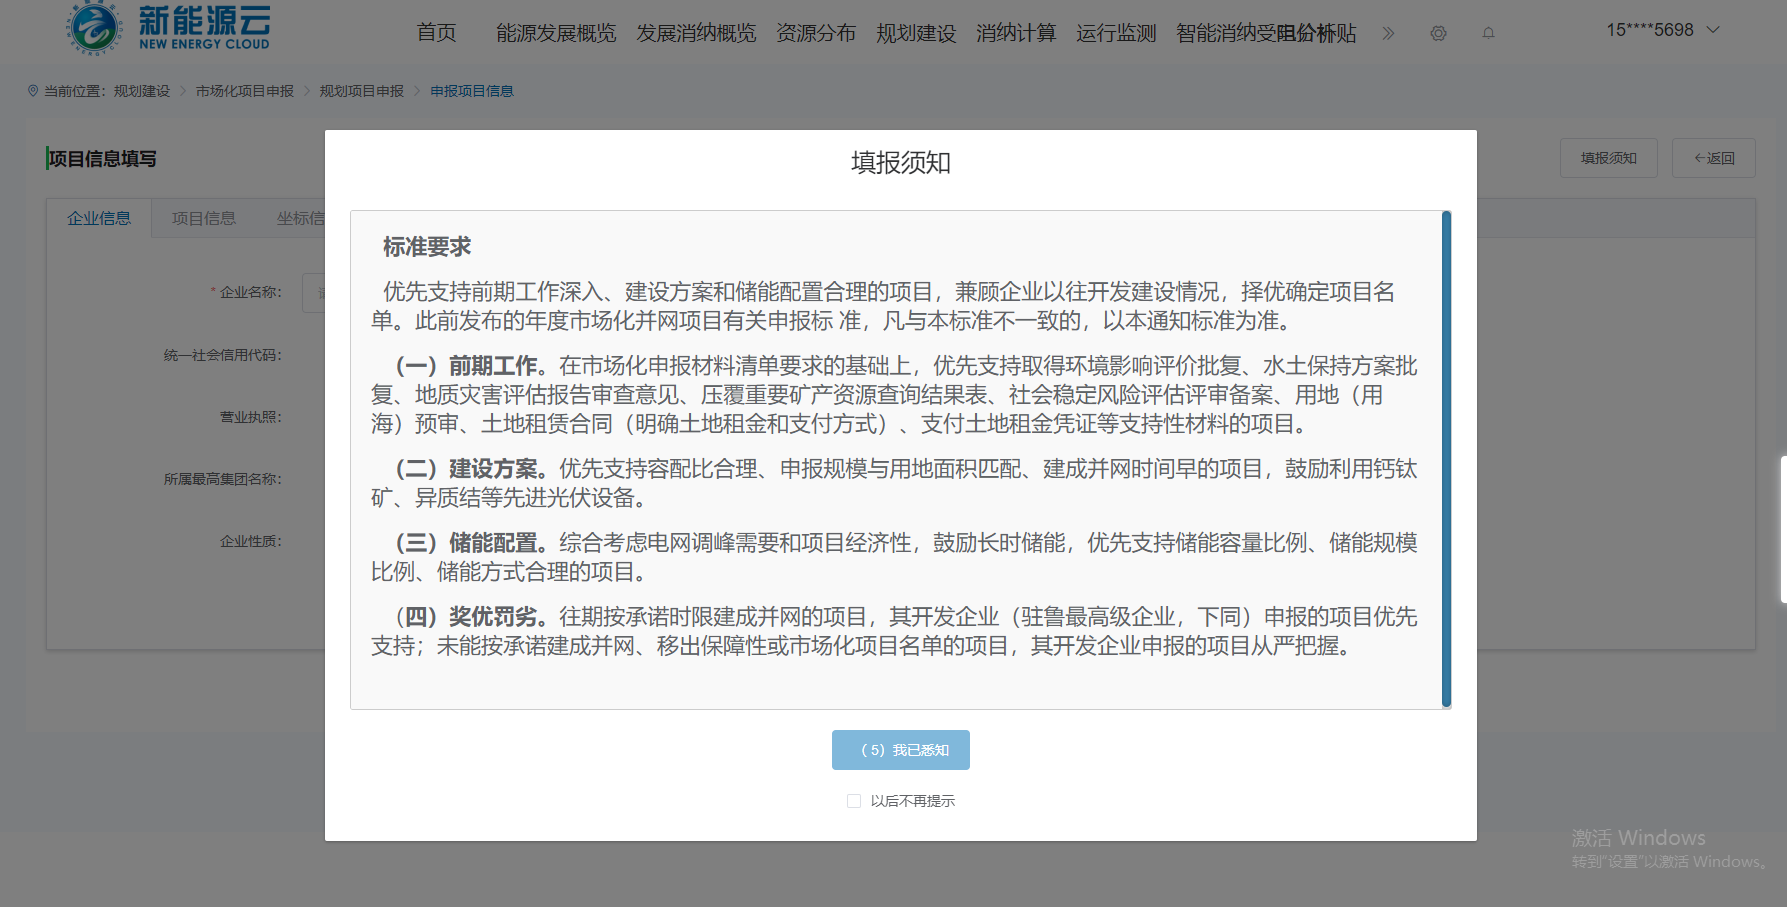 新能源云
NEW ENERGY CLOUD
首页 能源发展概览 发展消纳概览 资源分布 规划建设 消纳计算 运行监测 智能消纳受
补贴
15****5698
当前位置： 规划建设 > 市场化项目申报 > 规划项目申报 > 申报项目信息
项目信息填写
填报须知
←返回
企业信息 项目信息 坐标信
* 企业名称：
统一社会信用代码：
营业执照：
所属最高集团名称：
企业性质：
填报须知
标准要求
优先支持前期工作深入、建设方案和储能配置合理的项目，兼顾企业以往开发建设情况，择优确定项目名
单。此前发布的年度市场化并网项目有关申报标 准，凡与本标准不一致的，以本通知标准为准。
（一）前期工作。在市场化申报材料清单要求的基础上，优先支持取得环境影响评价批复、水土保持方案批
复、地质灾害评估报告审查意见、压覆重要矿产资源查询结果表、社会稳定风险评估评审备案、用地（用
海）预审、土地租赁合同（明确土地租金和支付方式）、支付土地租金凭证等支持性材料的项目。
（二）建设方案。优先支持容配比合理、申报规模与用地面积匹配、建成并网时间早的项目，鼓励利用钙钛
矿、异质结等先进光伏设备。
（三）储能配置。综合考虑电网调峰需要和项目经济性，鼓励长时储能，优先支持储能容量比例、储能规模
比例、储能方式合理的项目。
（四）奖优罚劣。往期按承诺时限建成并网的项目，其开发企业（驻鲁最高级企业，下同）申报的项目优先
支持；未能按承诺建成并网、移出保障性或市场化项目名单的项目，其开发企业申报的项目从严把握。
（5）我已悉知
以后不再提示
激活 Windows
转到"设置"以激活 Windows。